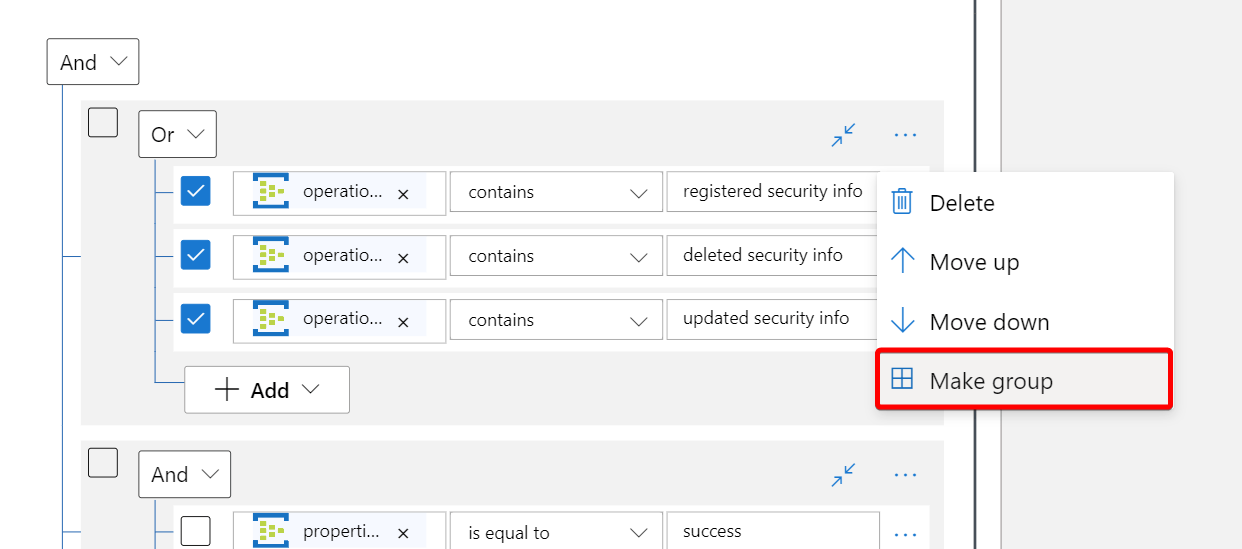 And
Or
operatio... × contains registered security info
Delete
operatio... × contains deleted security info
Move up
operatio... × contains updated security info
Move down
Make group
+ Add
And
properti... × is equal to success